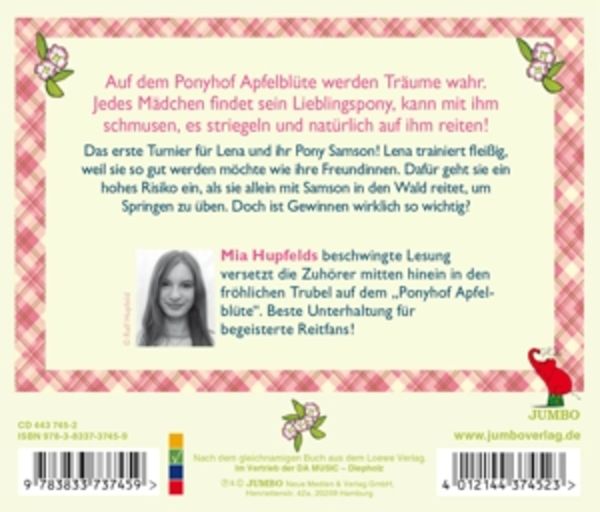 Auf dem Ponyhof Apfelblüte werden Träume wahr.
Jedes Mädchen findet sein Lieblingspony, kann mit ihm
schmusen, es striegeln und natürlich auf ihm reiten!
Das erste Turnier für Lena und ihr Pony Samson! Lena trainiert fleißig,
weil sie so gut werden möchte wie ihre Freundinnen. Dafür geht sie ein
hohes Risiko ein, als sie allein mit Samson in den Wald reitet, um
Springen zu üben. Doch ist Gewinnen wirklich so wichtig?
Mia Hupfelds beschwingte Lesung
versetzt die Zuhörer mitten hinein in den
fröhlichen Trubel auf dem „Ponyhof Apfel-
blüte“. Beste Unterhaltung für
begeisterte Reitfans!
© Ralf Hupfeld
JUMBO
www.jumboverlag.de
CD 443 745-2
ISBN 978-3-8337-3745-9
9 783833 737459 >
Nach dem gleichnamigen Buch aus dem Loewe Verlag.
Im Vertrieb der DA MUSIC – Diepholz
℗ & © JUMBO Neue Medien & Verlag GmbH,
Henriettenstr. 42a, 20259 Hamburg
4 012144 374523 >